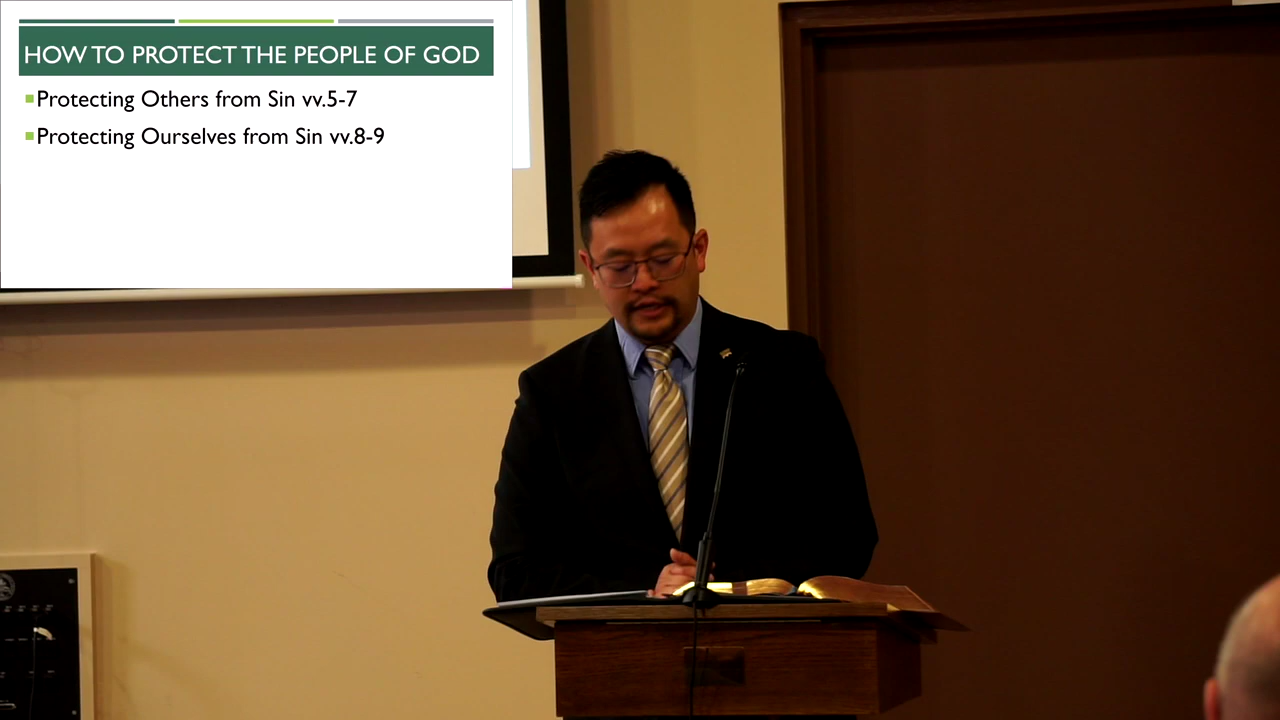 HOW TO PROTECT THE PEOPLE OF GOD
Protecting Others from Sin vv.5-7
Protecting Ourselves from Sin vv.8-9